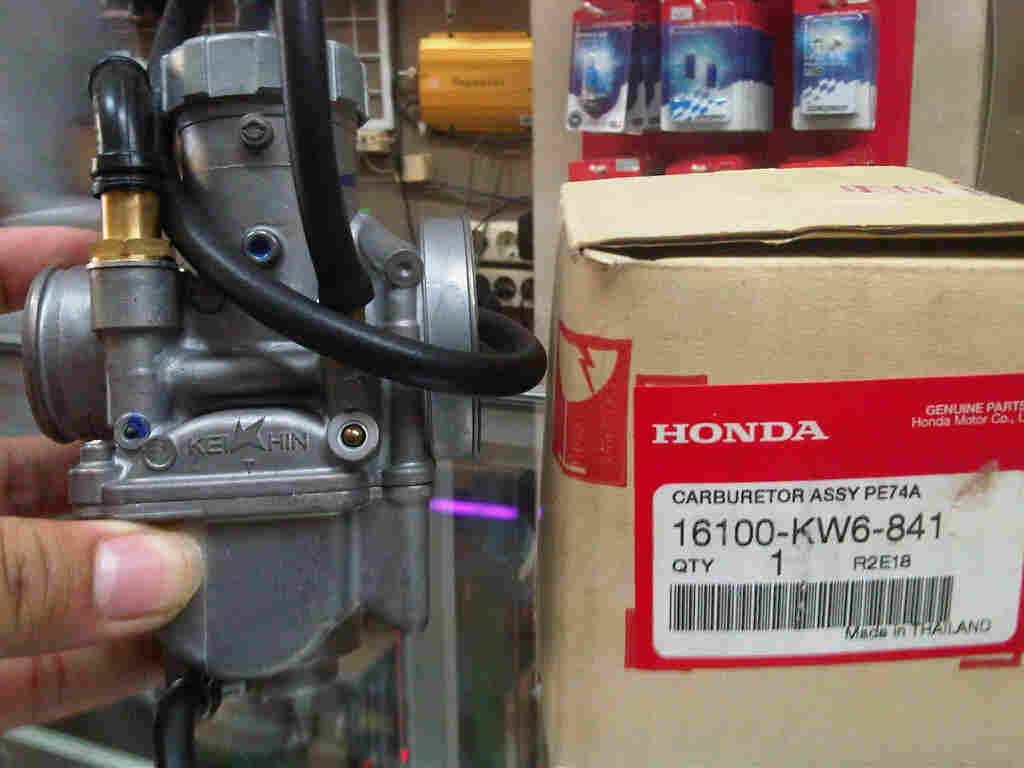 KEIHIN
HONDA
GENUINE PARTS
Honda Motor Co.,
CARBURETOR ASSY PE74A
16100-KW6-841
QTY 1 R2E18
Made in THAILAND